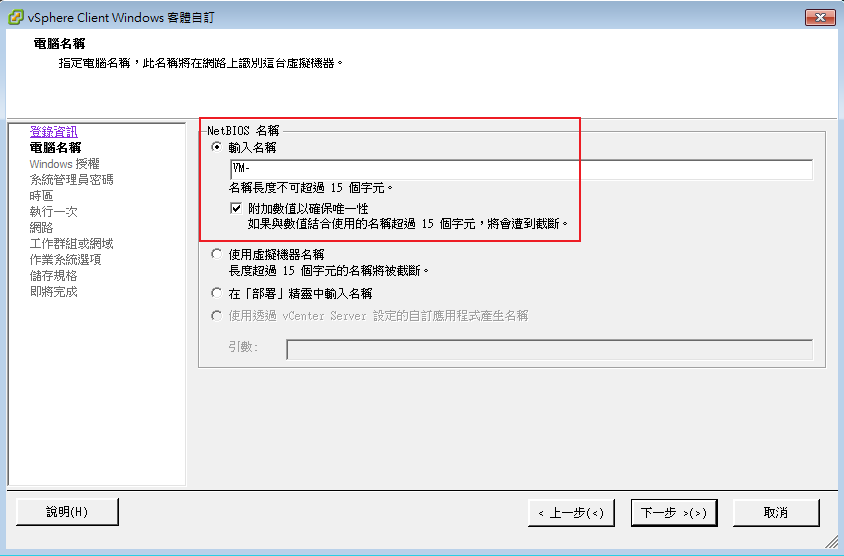 vSphere Client Windows 客體自訂
電腦名稱
指定電腦名稱，此名稱將在網路上識別這台虛擬機器。
登錄資訊
電腦名稱
Windows 授權
系統管理員密碼
時區
執行一次
網路
工作群組或網域
作業系統選項
儲存規格
即將完成
NetBIOS 名稱
輸入名稱
VM-
名稱長度不可超過 15 個字元。
附加數值以確保唯一性
如果與數值結合使用的名稱超過 15 個字元，將會遭到截斷。
使用虛擬機器名稱
長度超過 15 個字元的名稱將被截斷。
在「部署」精靈中輸入名稱
使用透過 vCenter Server 設定的自訂應用程式產生名稱
引數:
說明(H)
< 上一步(<)
下一步 >(>)
取消